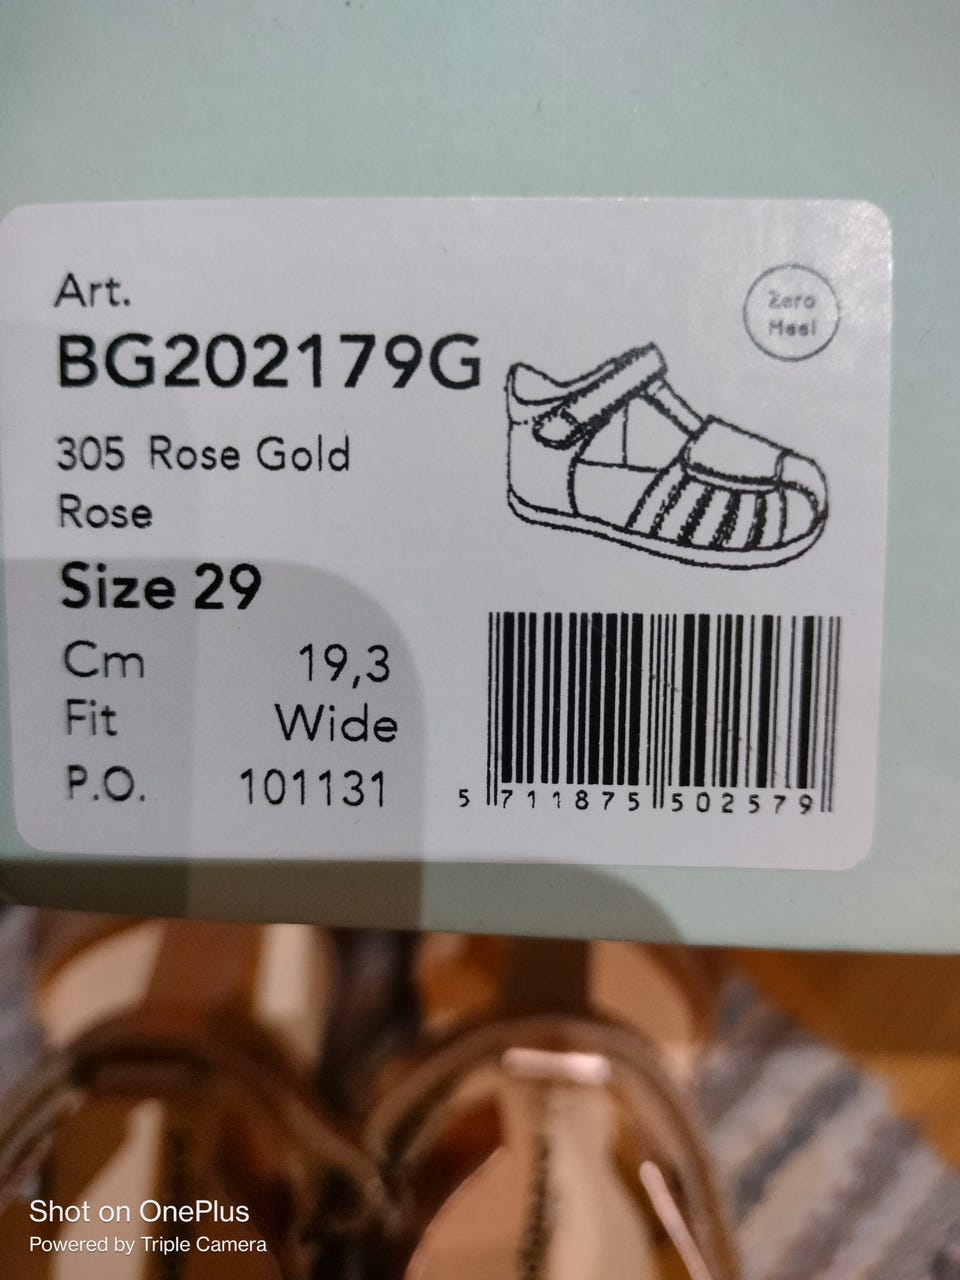 Art.
BG202179G
Zero
Heel
305 Rose Gold
Rose
Size 29
Cm 19,3
Fit Wide
P.O. 101131
5 711875 502579
Shot on OnePlus
Powered by Triple Camera